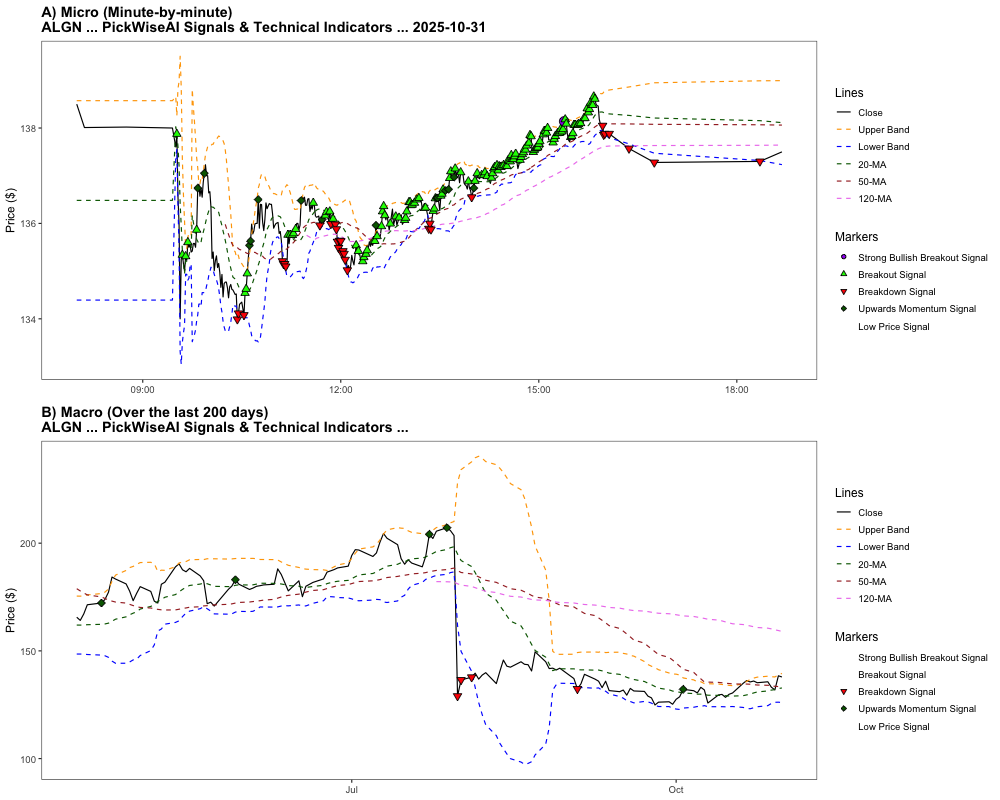 A) Micro (Minute-by-minute)
ALGN ... PickWiseAI Signals & Technical Indicators ... 2025-10-31
Price ($)
138
136
134
09:00
12:00
15:00
18:00
Lines
Close
Upper Band
Lower Band
20-MA
50-MA
120-MA
Markers
Strong Bullish Breakout Signal
Breakout Signal
Breakdown Signal
Upwards Momentum Signal
Low Price Signal
B) Macro (Over the last 200 days)
ALGN ... PickWiseAI Signals & Technical Indicators ...
Price ($)
200
150
100
Jul
Oct
Lines
Close
Upper Band
Lower Band
20-MA
50-MA
120-MA
Markers
Strong Bullish Breakout Signal
Breakout Signal
Breakdown Signal
Upwards Momentum Signal
Low Price Signal